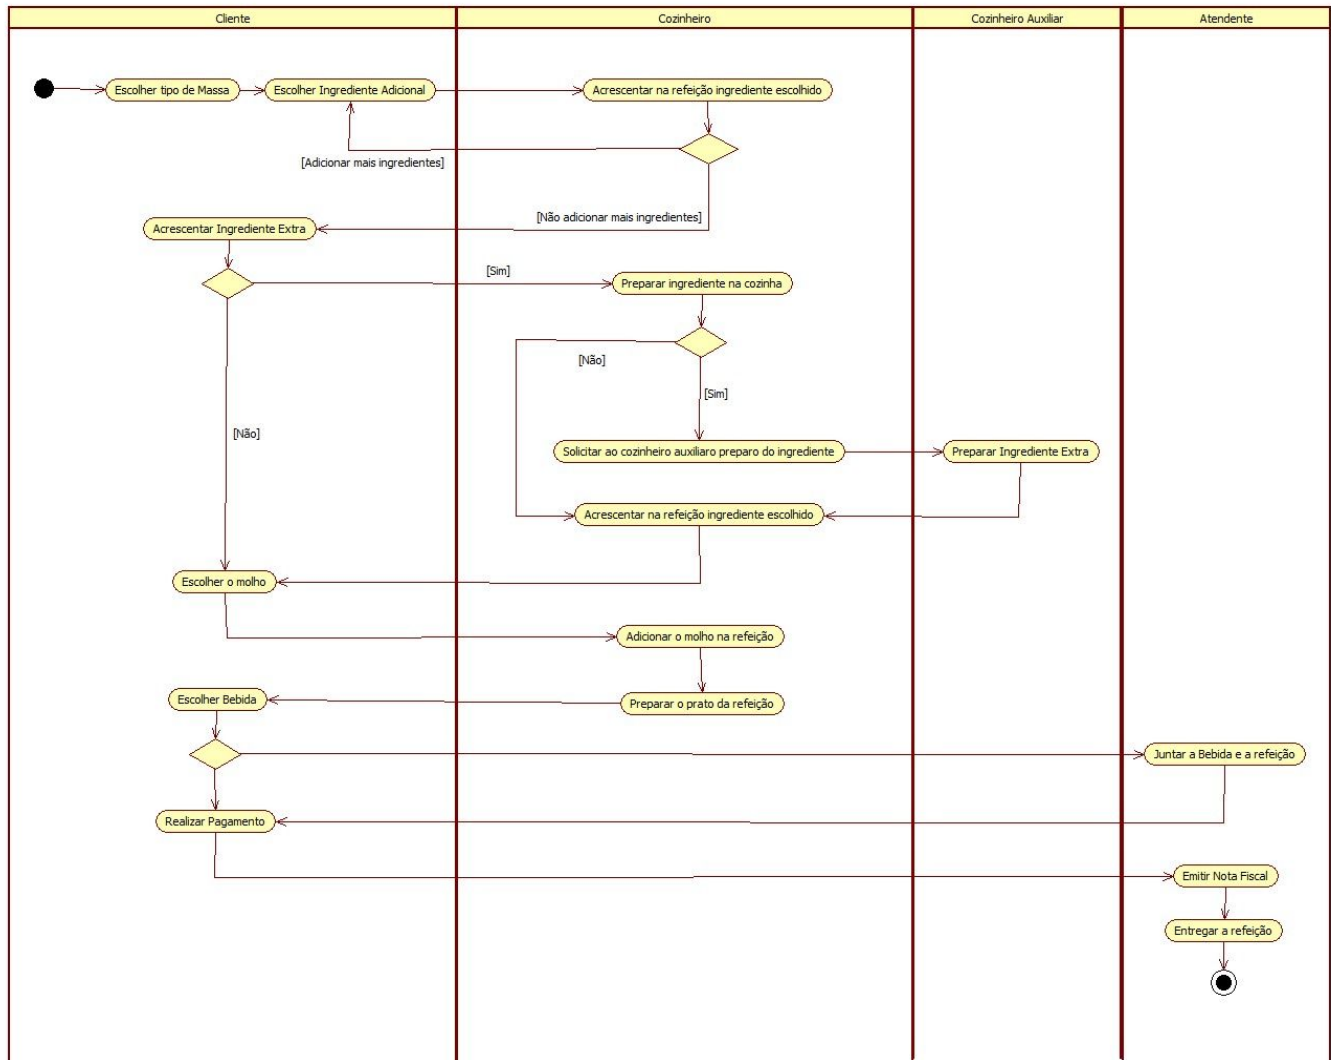 Cliente
Cozinheiro
Cozinheiro Auxiliar
Atendente
Escolher tipo de Massa
Escolher Ingrediente Adicional
Acrescentar na refeição ingrediente escolhido
[Adicionar mais ingredientes]
[Não adicionar mais ingredientes]
Acrescentar Ingrediente Extra
[Sim]
Preparar ingrediente na cozinha
[Não]
[Sim]
[Não]
Solicitar ao cozinheiro auxiliaro preparo do ingrediente
Preparar Ingrediente Extra
Acrescentar na refeição ingrediente escolhido
Escolher o molho
Adicionar o molho na refeição
Escolher Bebida
Preparar o prato da refeição
Juntar a Bebida e a refeição
Realizar Pagamento
Emitir Nota Fiscal
Entregar a refeição